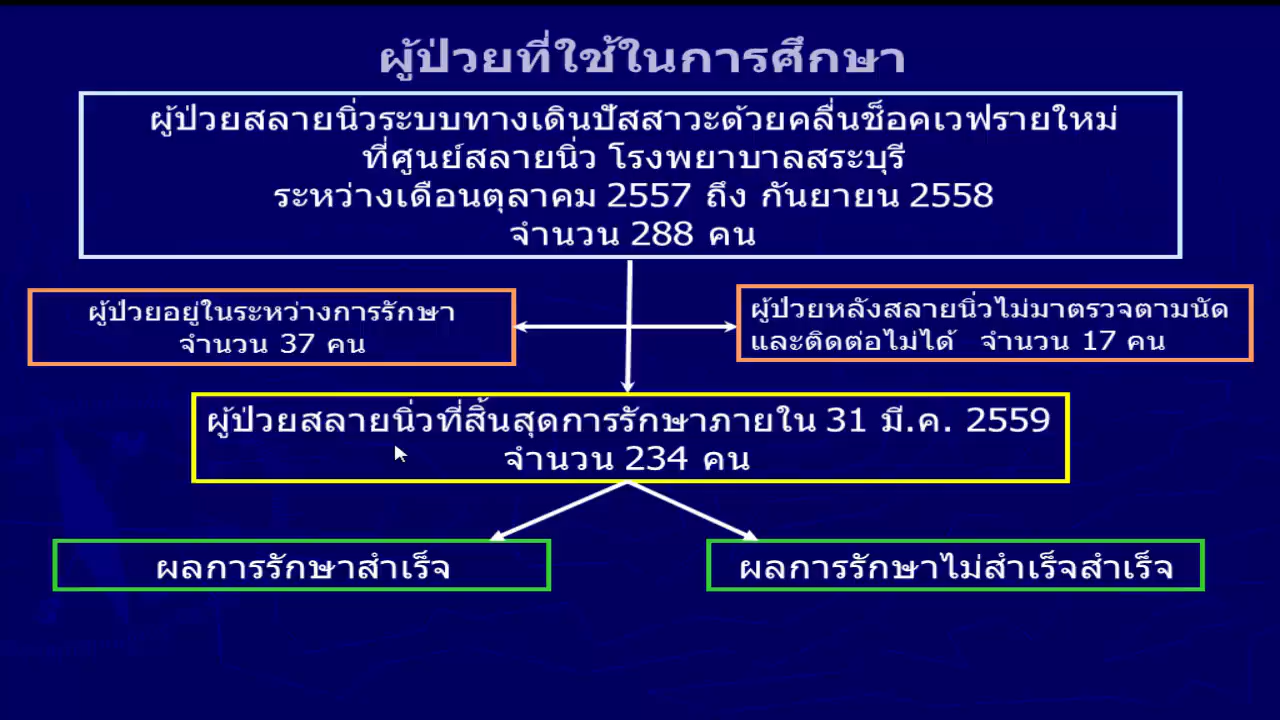 ผู้ป่วยที่ใช้ในการศึกษา
ผู้ป่วยสลายนิ่วระบบทางเดินปัสสาวะด้วยคลื่นช็อคเวฟรายใหม่
ที่ศูนย์สลายนิ่ว โรงพยาบาลสระบุรี
ระหว่างเดือนตุลาคม 2557 ถึง กันยายน 2558
จำนวน 288 คน
ผู้ป่วยอยู่ในระหว่างการรักษา
จำนวน 37 คน
ผู้ป่วยหลังสลายนิ่วไม่มาตรวจตามนัด
และติดต่อไม่ได้ จำนวน 17 คน
ผู้ป่วยสลายนิ่วที่สิ้นสุดการรักษาภายใน 31 มี.ค. 2559
จำนวน 234 คน
ผลการรักษาสำเร็จ
ผลการรักษาไม่สำเร็จสำเร็จ